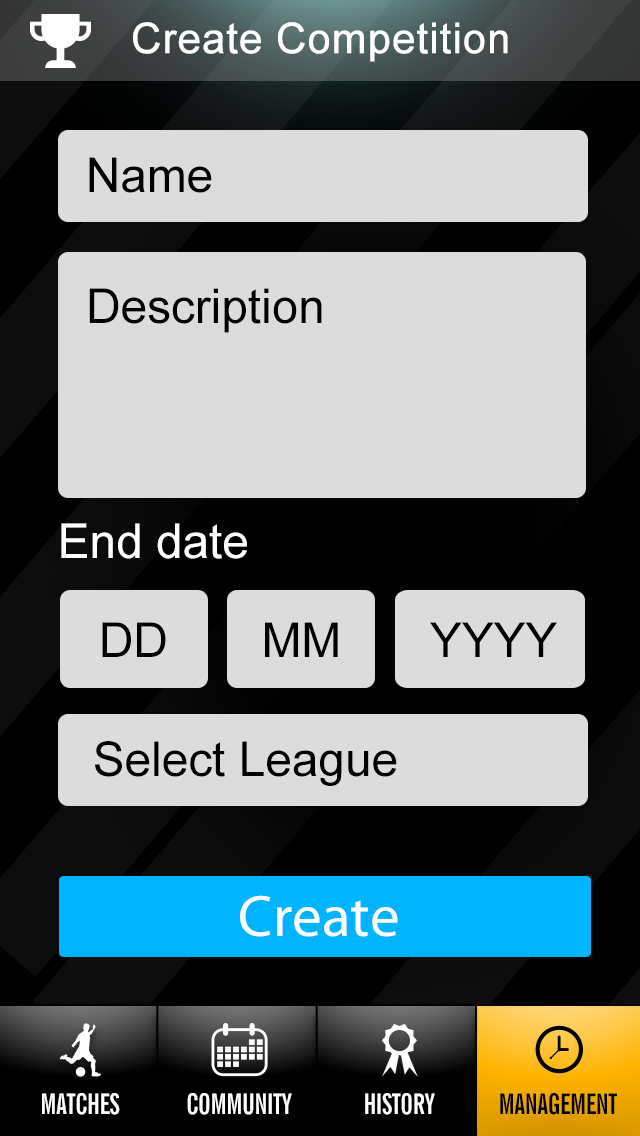 Create Competition
Name
Description
End date
DD MM YYYY
Select League
Create
MATCHES COMMUNITY HISTORY MANAGEMENT